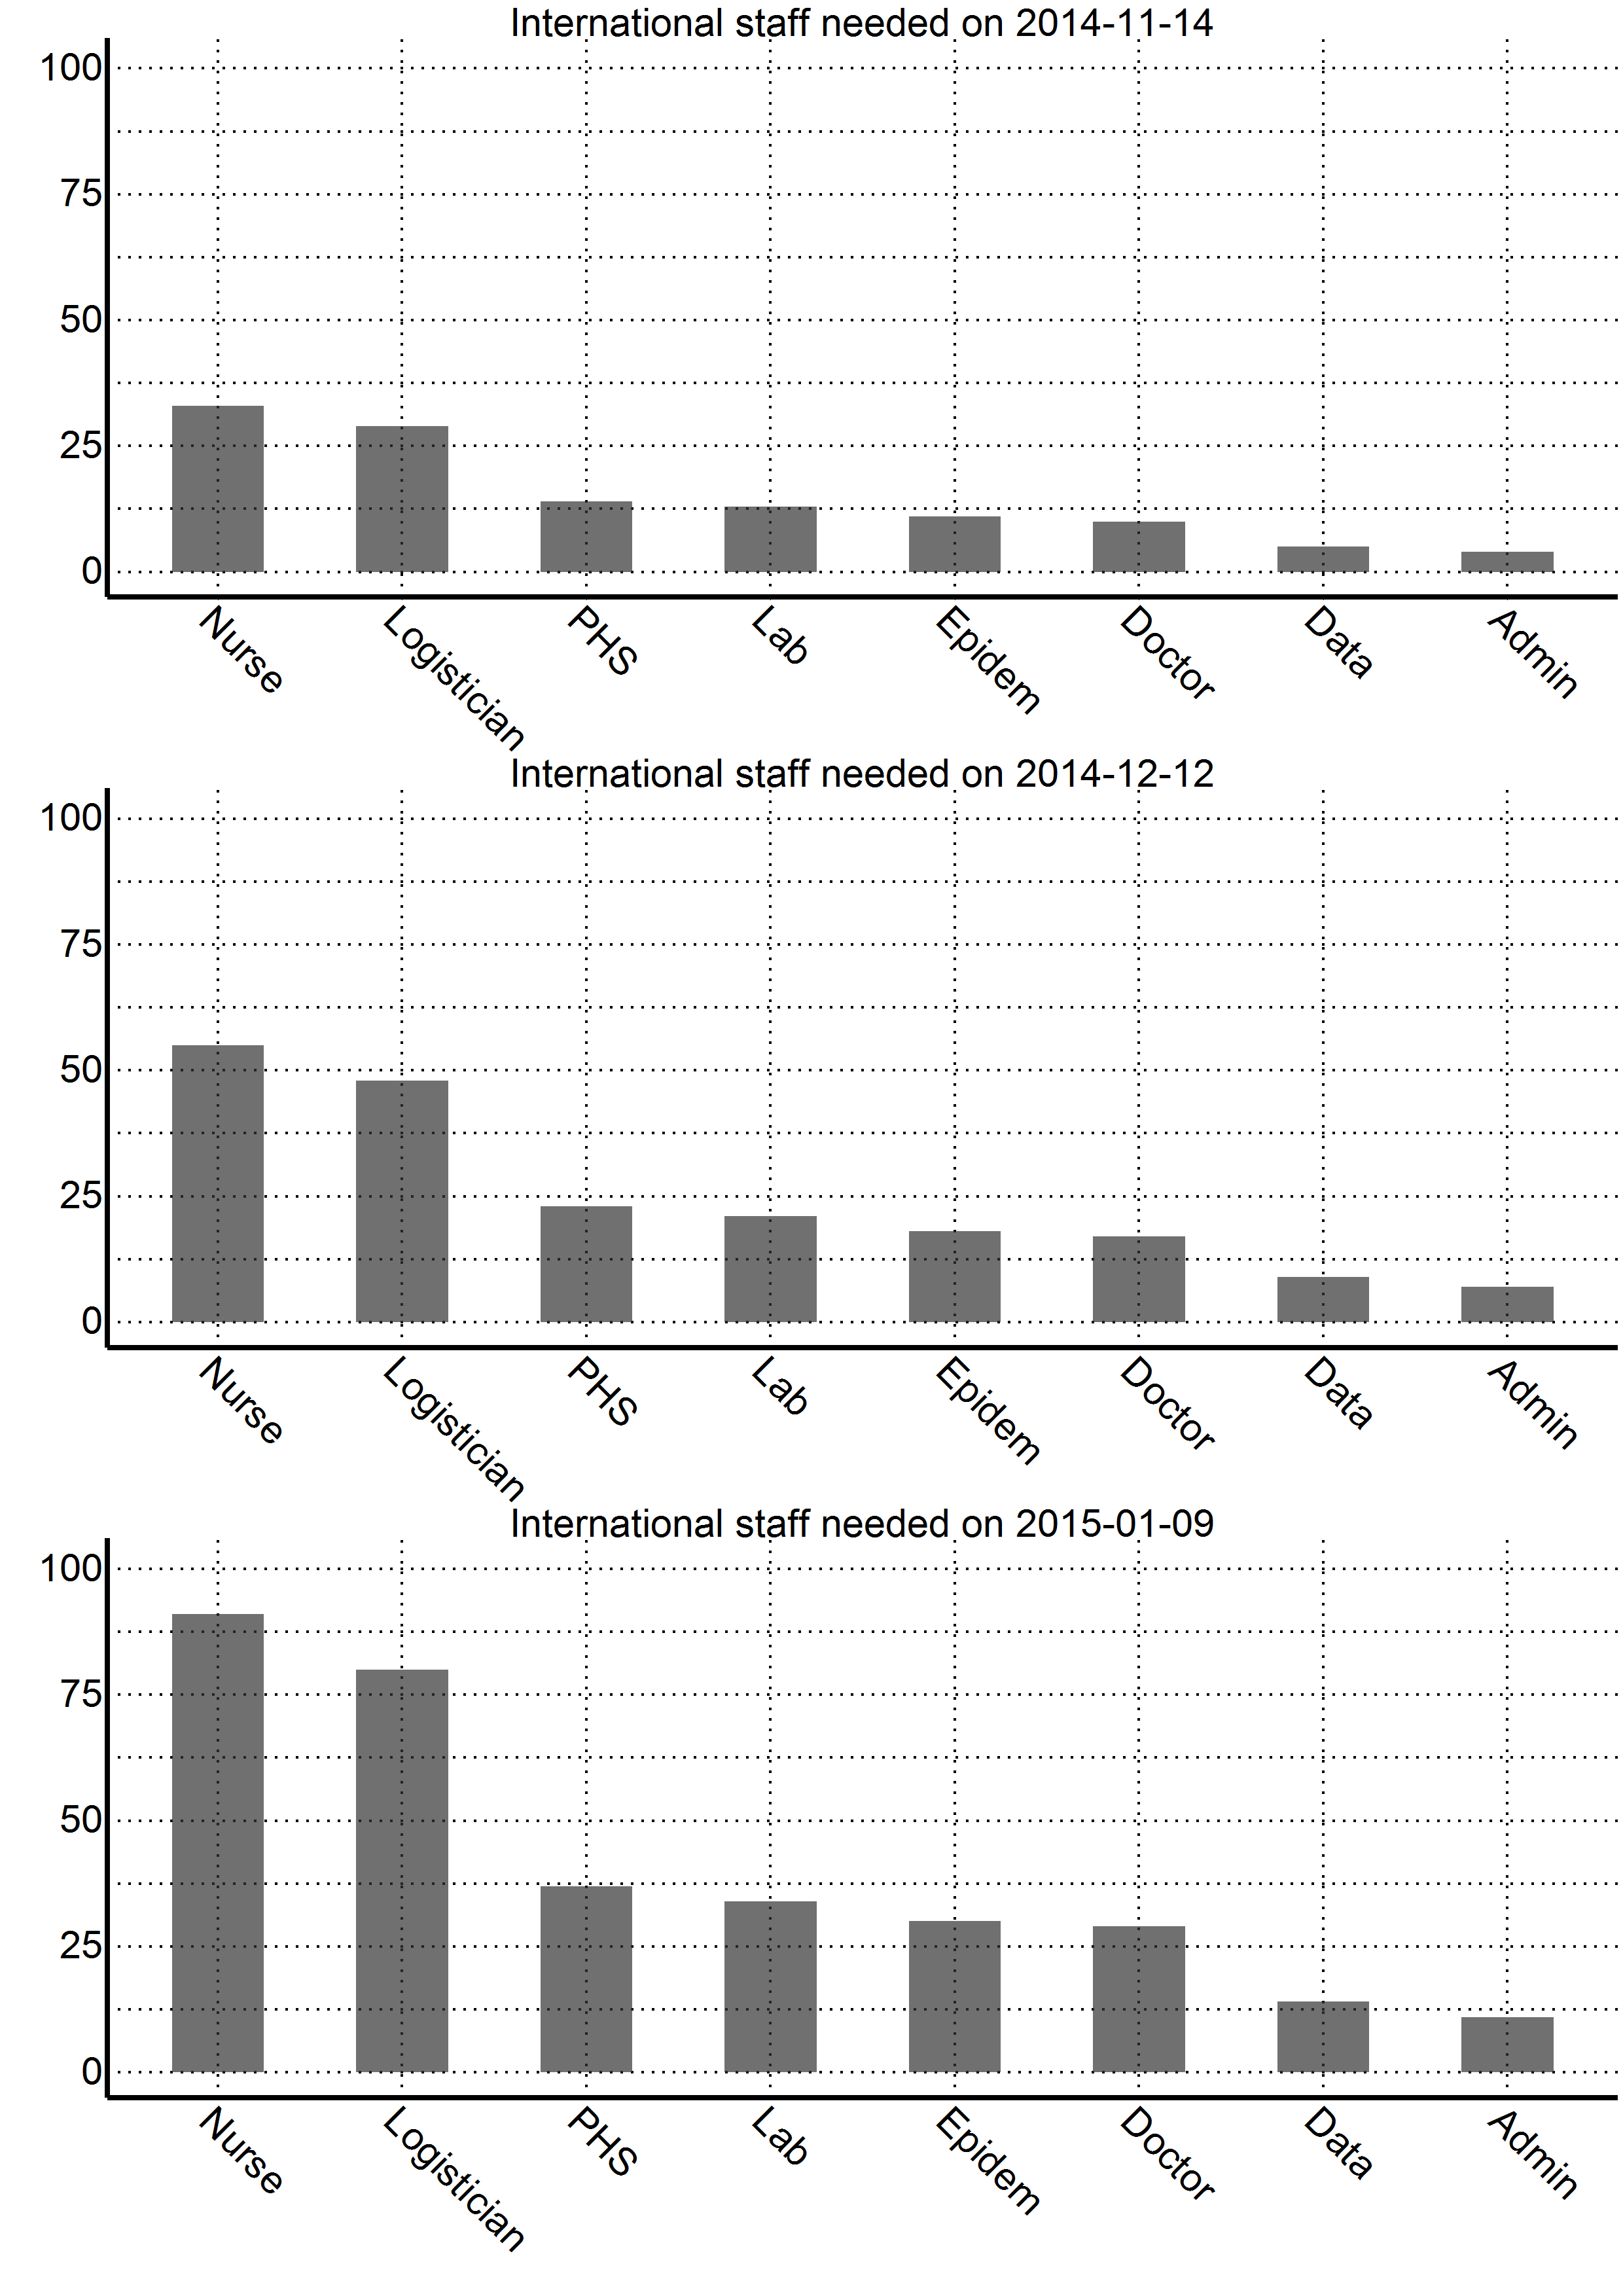 International staff needed on 2014-11-14
100
75
50
25
0
Nurse Logistician PHS Lab Epidem Doctor Data Admin
International staff needed on 2014-12-12
100
75
50
25
0
Nurse Logistician PHS Lab Epidem Doctor Data Admin
International staff needed on 2015-01-09
100
75
50
25
0
Nurse Logistician PHS Lab Epidem Doctor Data Admin